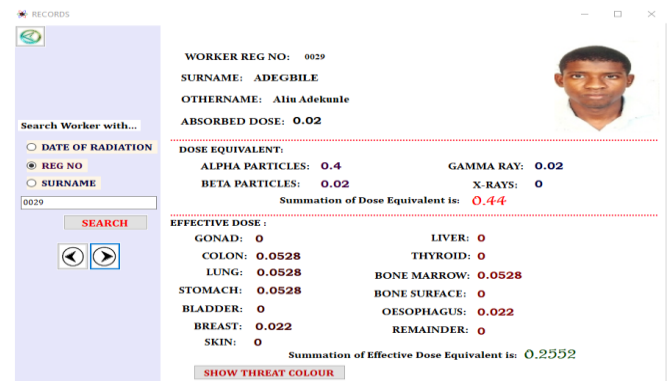 RECORDS
WORKER REG NO: 0029
SURNAME: ADEGBILE
OTHERNAME: Aliu Adekunle
ABSORBED DOSE: 0.02
Search Worker with...
DATE OF RADIATION
REG NO
SURNAME
0029
SEARCH
DOSE EQUIVALENT:
ALPHA PARTICLES: 0.4 GAMMA RAY: 0.02
BETA PARTICLES: 0.02 X-RAYS: 0
Summation of Dose Equivalent is: 0.44
EFFECTIVE DOSE :
GONAD: 0 LIVER: 0
COLON: 0.0528 THYROID: 0
LUNG: 0.0528 BONE MARROW: 0.0528
STOMACH: 0.0528 BONE SURFACE: 0
BLADDER: 0 OESOPHAGUS: 0.022
BREAST: 0.022 REMAINDER: 0
SKIN: 0
Summation of Effective Dose Equivalent is: 0.2552
SHOW THREAT COLOUR